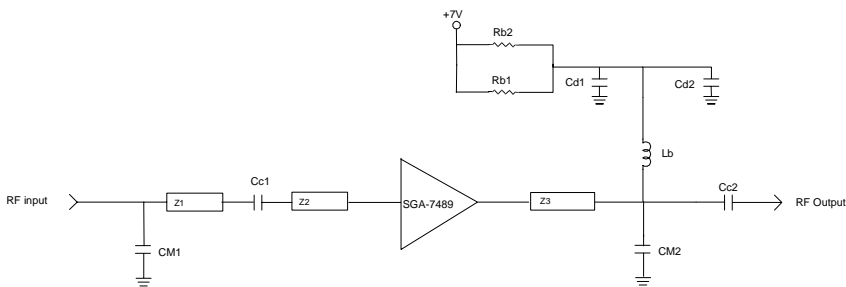 +7V
Rb2
Rb1
Cd1
Cd2
Lb
Cc1
Cc2
RF input
Z1
Z2
SGA-7489
Z3
RF Output
CM1
CM2